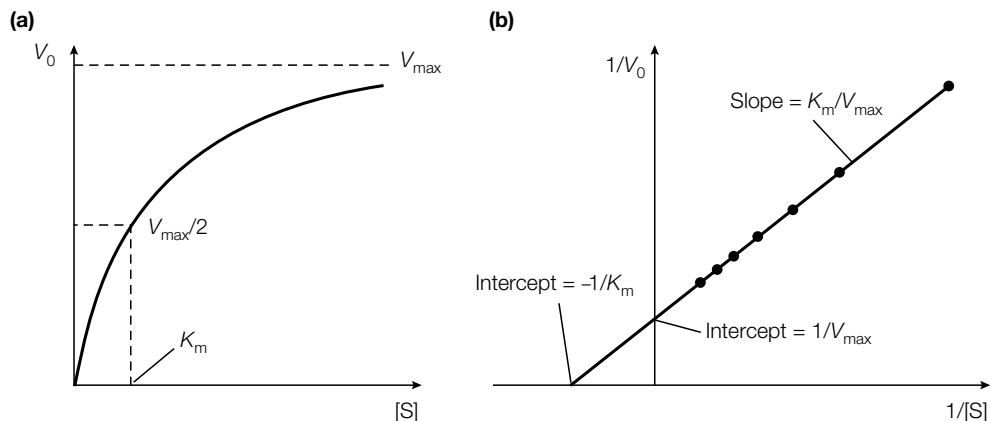 (a)
V0
Vmax
Vmax/2
Km
[S]
(b)
1/V0
Slope = Km/Vmax
Intercept = –1/Km
Intercept = 1/Vmax
1/[S]